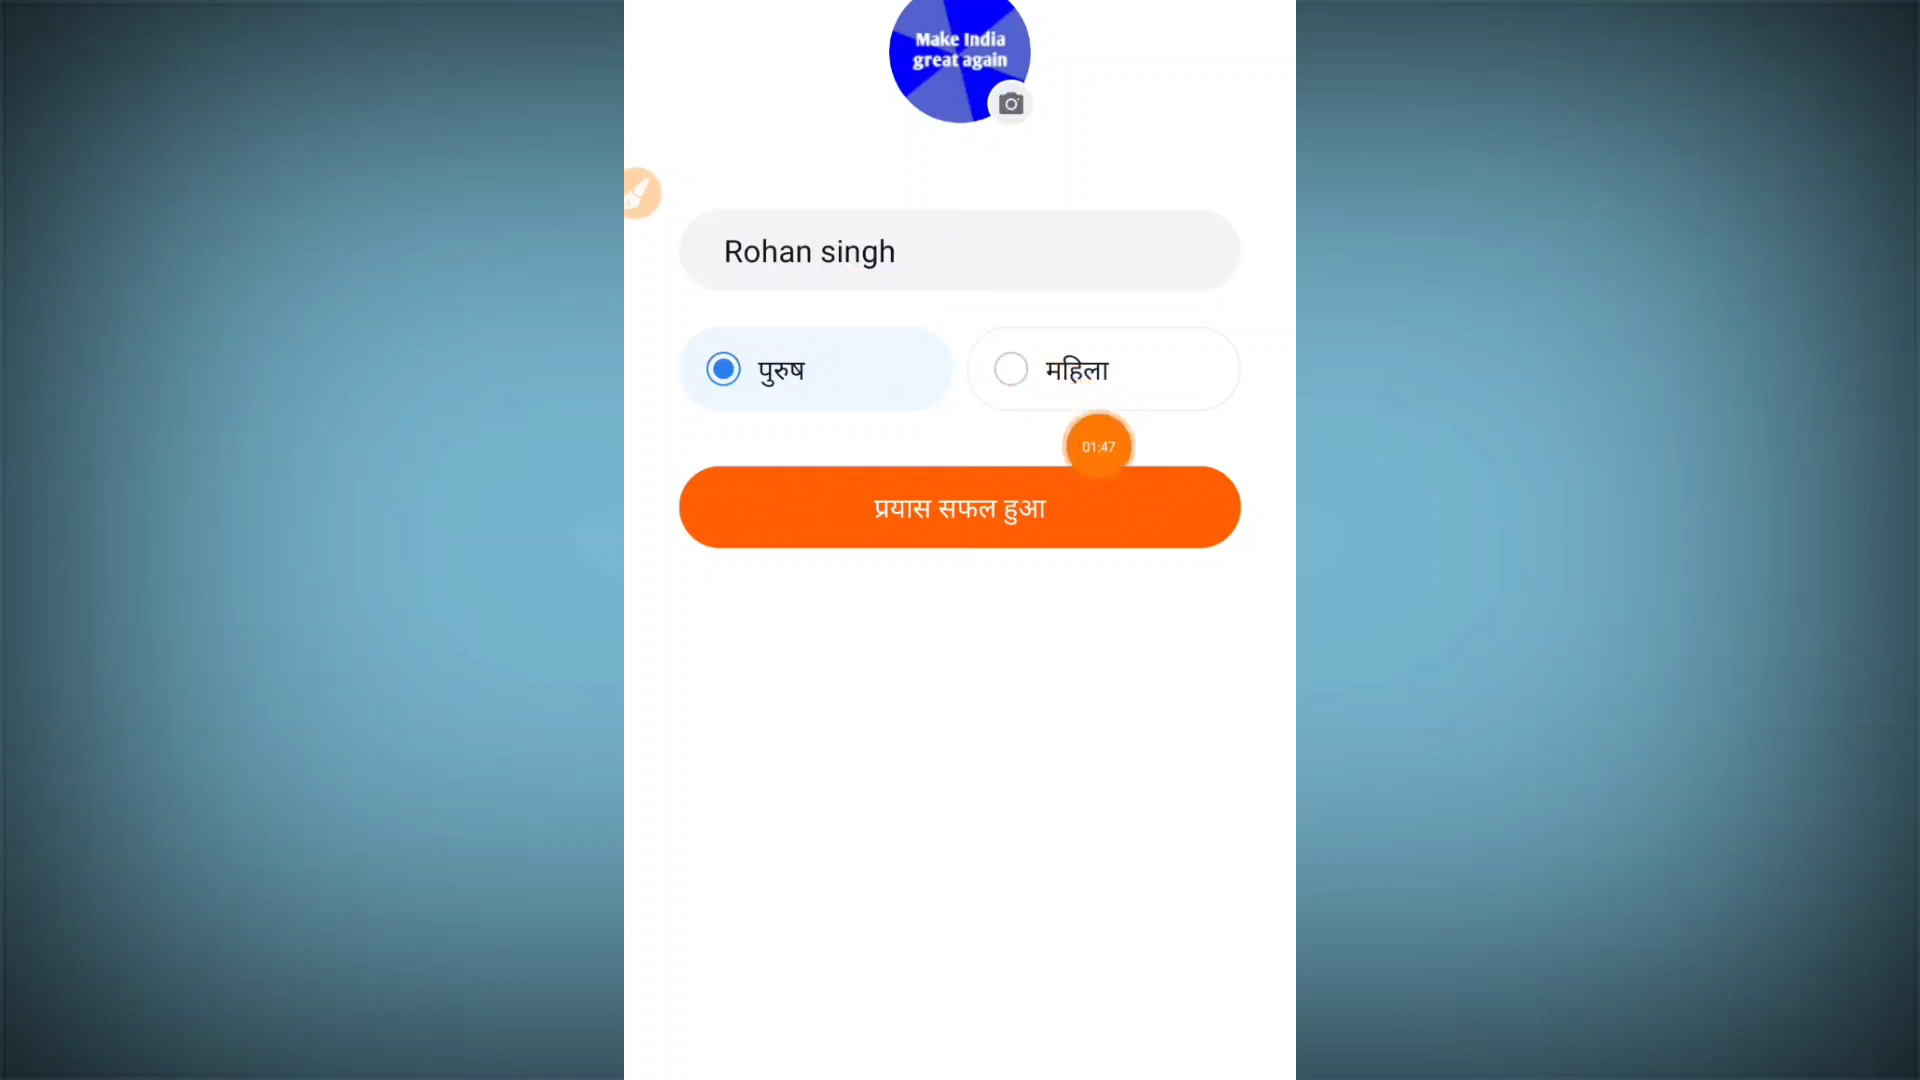 Make India
great again
Rohan singh
पुरुष
महिला
01:47
प्रयास सफल हुआ